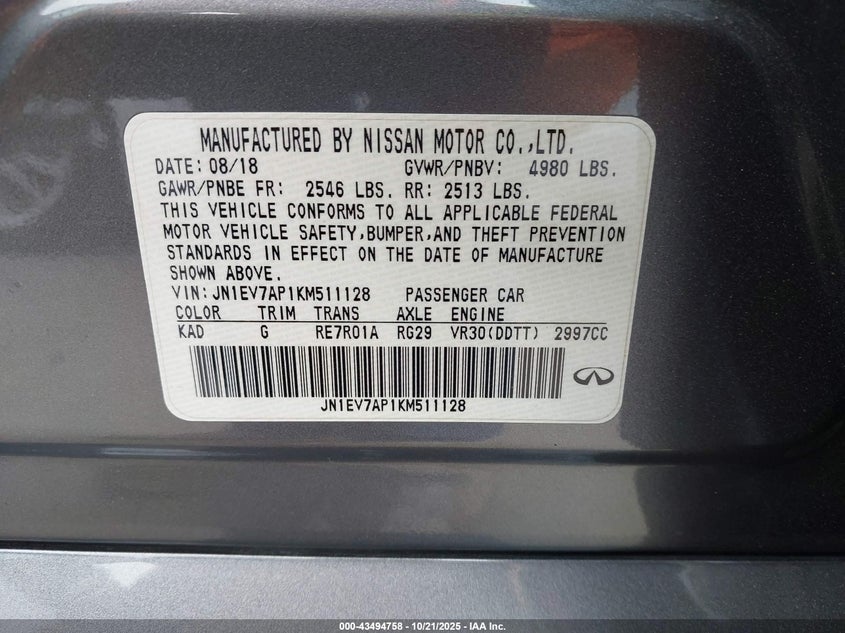 MANUFACTURED BY NISSAN MOTOR CO.,LTD.
DATE: 08/18 GVWR/PNBV: 4980 LBS.
GAWR/PNBE FR: 2546 LBS. RR: 2513 LBS.
THIS VEHICLE CONFORMS TO ALL APPLICABLE FEDERAL
MOTOR VEHICLE SAFETY,BUMPER,AND THEFT PREVENTION
STANDARDS IN EFFECT ON THE DATE OF MANUFACTURE
SHOWN ABOVE.
VIN:JN1EV7AP1KM511128 PASSENGER CAR
COLOR TRIM TRANS AXLE ENGINE
KAD G RE7R01A RG29 VR30(DDTT) 2997CC
JN1EV7AP1KM511128
000-43494758 | 10/21/2025 | IAA Inc.